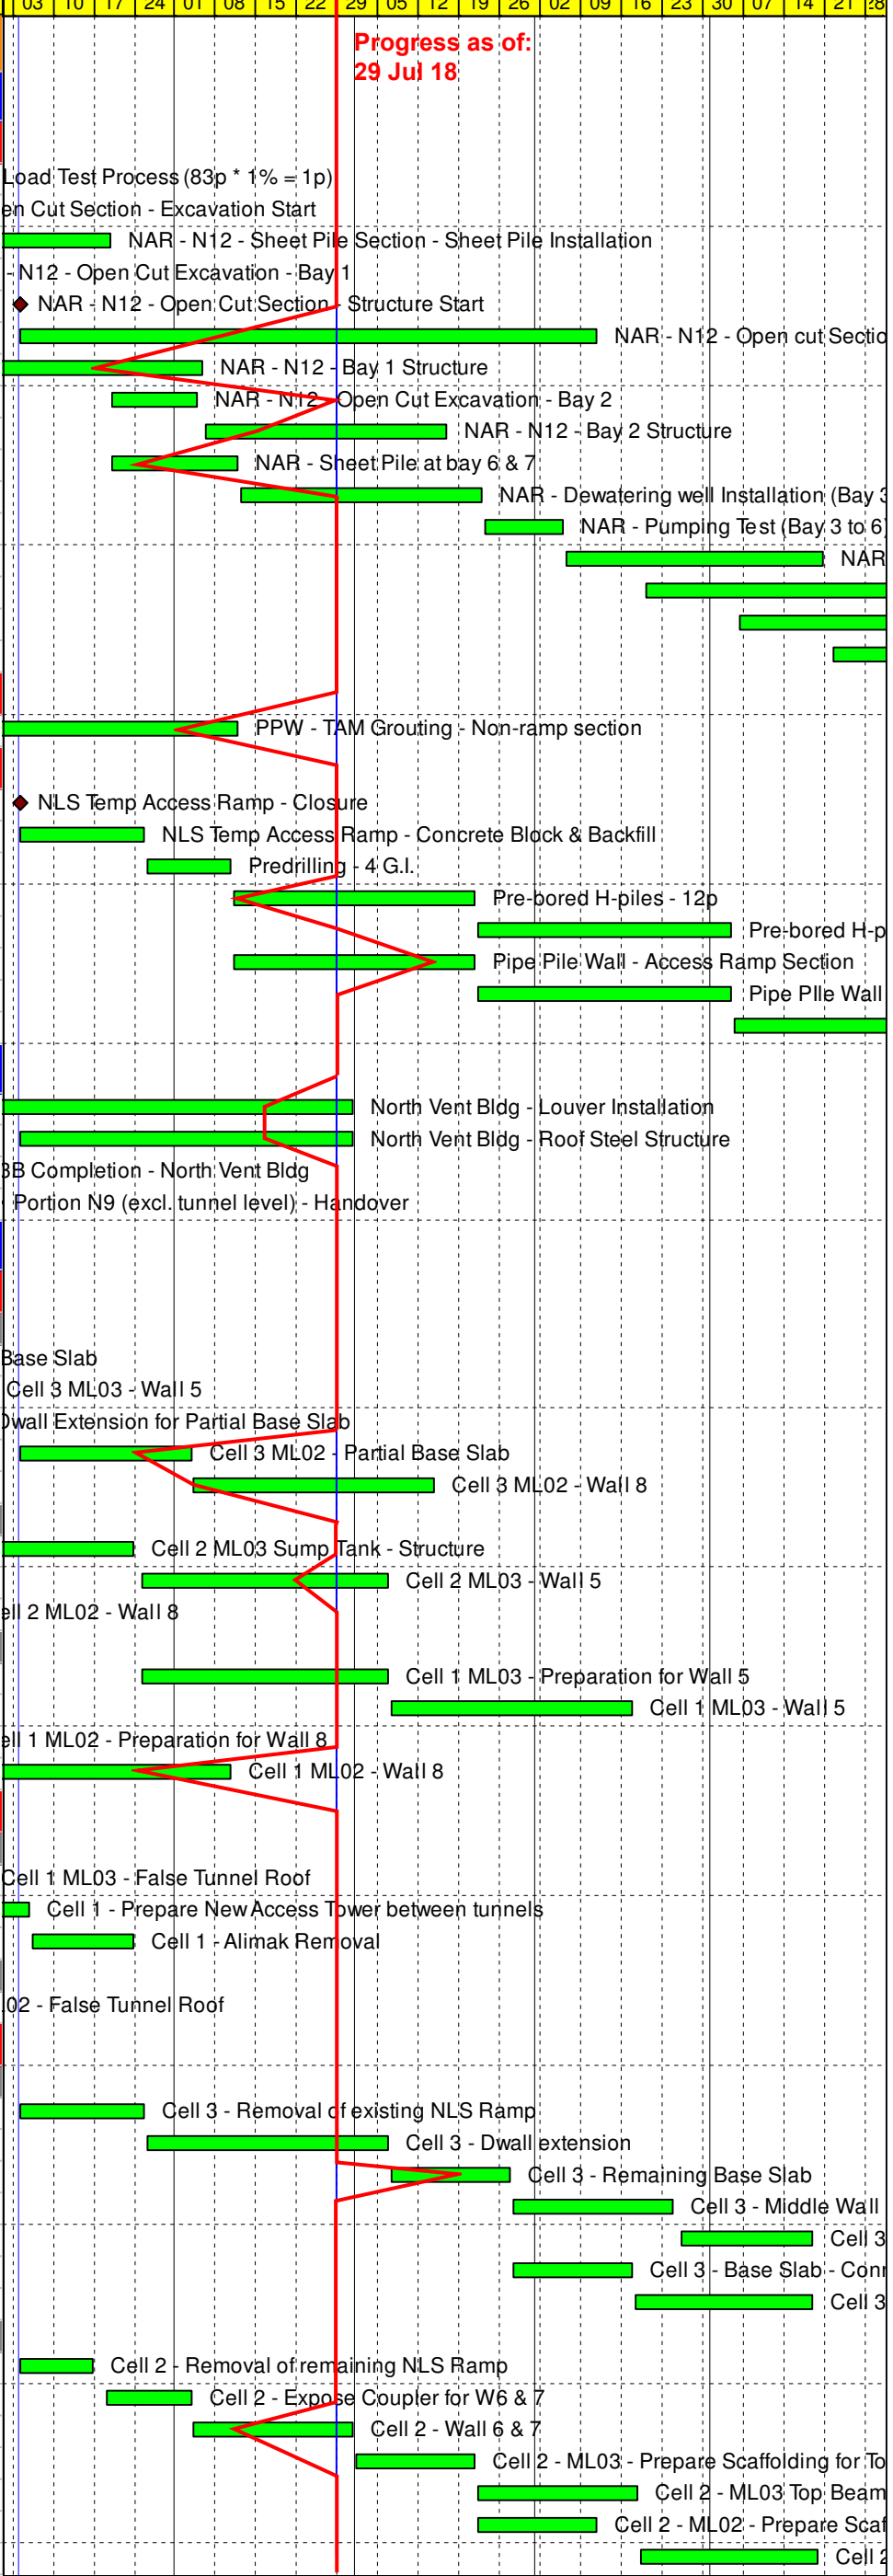 03 10 17 24 01 08 15 22 29 05 12 19 26 02 09 16 23 30 07 14 21 28
Progress as of:
29 Jul 18
Load Test Process (83p * 1% = 1p)
en Cut Section - Excavation Start
NAR - N12 - Sheet Pile Section - Sheet Pile Installation
- N12 - Open Cut Excavation - Bay 1
NAR - N12 - Open Cut Section - Structure Start
NAR - N12 - Open cut Sectio
NAR - N12 - Bay 1 Structure
NAR - N12 - Open Cut Excavation - Bay 2
NAR - N12 - Bay 2 Structure
NAR - Sheet Pile at bay 6 & 7
NAR - Dewatering well Installation (Bay 3
NAR - Pumping Test (Bay 3 to 6)
NAR
PPW - TAM Grouting - Non-ramp section
NLS Temp Access Ramp - Closure
NLS Temp Access Ramp - Concrete Block & Backfill
Predrilling - 4 G.I.
Pre-bored H-piles - 12p
Pre-bored H-p
Pipe Pile Wall - Access Ramp Section
Pipe PIle Wall
North Vent Bldg - Louver Installation
North Vent Bldg - Roof Steel Structure
3B Completion - North Vent Bldg
Portion N9 (excl. tunnel level) - Handover
Base Slab
Cell 3 ML03 - Wall 5
Dwall Extension for Partial Base Slab
Cell 3 ML02 - Partial Base Slab
Cell 3 ML02 - Wall 8
Cell 2 ML03 Sump Tank - Structure
Cell 2 ML03 - Wall 5
ell 2 ML02 - Wall 8
Cell 1 ML03 - Preparation for Wall 5
Cell 1 ML03 - Wall 5
ell 1 ML02 - Preparation for Wall 8
Cell 1 ML02 - Wall 8
Cell 1 ML03 - False Tunnel Roof
Cell 1 - Prepare New Access Tower between tunnels
Cell 1 - Alimak Removal
.02 - False Tunnel Roof
Cell 3 - Removal of existing NLS Ramp
Cell 3 - Dwall extension
Cell 3 - Remaining Base Slab
Cell 3 - Middle Wall
Cell 3
Cell 3 - Base Slab - Conn
Cell 3
Cell 2 - Removal of remaining NLS Ramp
Cell 2 - Expose Coupler for W6 & 7
Cell 2 - Wall 6 & 7
Cell 2 - ML03 - Prepare Scaffolding for To
Cell 2 - ML03 Top Beam
Cell 2 - ML02 - Prepare Scaf
Cell 2